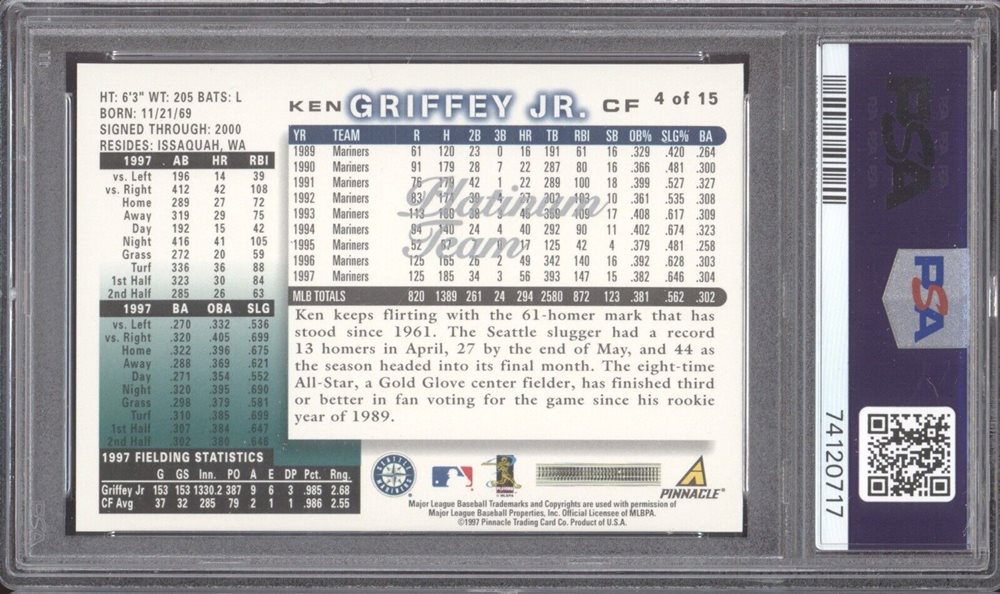 HT: 6'3" WT: 205 BATS: L
BORN: 11/21/69
SIGNED THROUGH: 2000
RESIDES: ISSAQUAH, WA
1997 AB HR RBI
vs. Left 196 14 39
vs. Right 412 42 108
Home 289 27 72
Away 319 29 75
Day 192 15 42
Night 416 41 105
Grass 272 20 59
Turf 336 36 88
1st Half 323 30 84
2nd Half 285 26 63
1997 BA OBA SLG
vs. Left .270 .332 .536
vs. Right .320 .405 .699
Home .322 .396 .675
Away .288 .369 .621
Day .271 .354 .552
Night .320 .395 .690
Grass .298 .379 .581
Turf .310 .385 .699
1st Half .307 .384 .647
2nd Half .302 .380 .646
KEN GRIFFEY JR. CF 4 of 15
YR TEAM R H 2B 3B HR TB RBI SB OB% SLG% BA
1989 Mariners 61 120 23 0 16 191 61 16 .329 .420 .264
1990 Mariners 91 179 28 7 22 287 80 16 .366 .481 .300
1991 Mariners 76 179 42 1 22 289 100 18 .399 .527 .327
1992 Mariners 83 174 39 4 27 302 103 10 .361 .535 .308
1993 Mariners 113 180 38 3 45 359 109 17 .408 .617 .309
1994 Mariners 94 140 24 4 40 292 90 11 .402 .674 .323
1995 Mariners 52 67 17 125 42 4 .379 .481 .258
1996 Mariners 125 165 26 2 49 342 140 16 .392 .628 .303
1997 Mariners 125 185 34 3 56 393 147 15 .382 .646 .304
Platinum
Team
MLB TOTALS 820 1389 261 24 294 2580 872 123 .381 .562 .302
Ken keeps flirting with the 61-homer mark that has
stood since 1961. The Seattle slugger had a record
13 homers in April, 27 by the end of May, and 44 as
the season headed into its final month. The eight-time
All-Star, a Gold Glove center fielder, has finished third
or better in fan voting for the game since his rookie
year of 1989.
1997 FIELDING STATISTICS
G GS Inn. PO A E DP Pct. Rng.
Griffey Jr 153 153 1330.2 387 9 6 3 .985 2.68
CF Avg 37 32 285 79 2 1 1 .986 2.55
PINNACLE
Major League Baseball Trademarks and Copyrights are used with permission of
Major League Baseball Properties, Inc. Official Licensee of MLBPA.
©1997 Pinnacle Trading Card Co. Product of U.S.A.
PSA
PSA
74120717